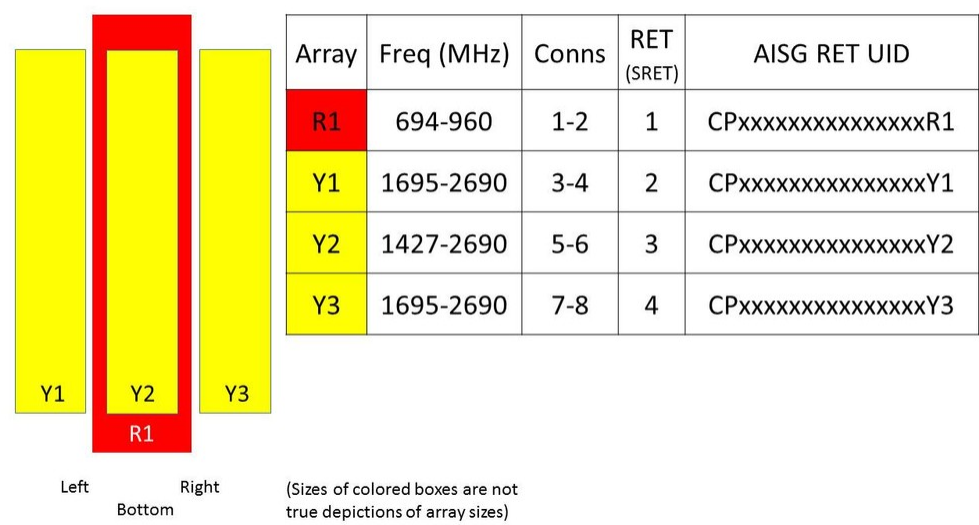 Array Freq (MHz) Conns RET (SRET) AISG RET UID
R1 694-960 1-2 1 CPxxxxxxxxxxxxxxxR1
Y1 1695-2690 3-4 2 CPxxxxxxxxxxxxxxxY1
Y2 1427-2690 5-6 3 CPxxxxxxxxxxxxxxxY2
Y3 1695-2690 7-8 4 CPxxxxxxxxxxxxxxxY3
Y1 Y2 Y3
R1
Left Right
Bottom
(Sizes of colored boxes are not
true depictions of array sizes)